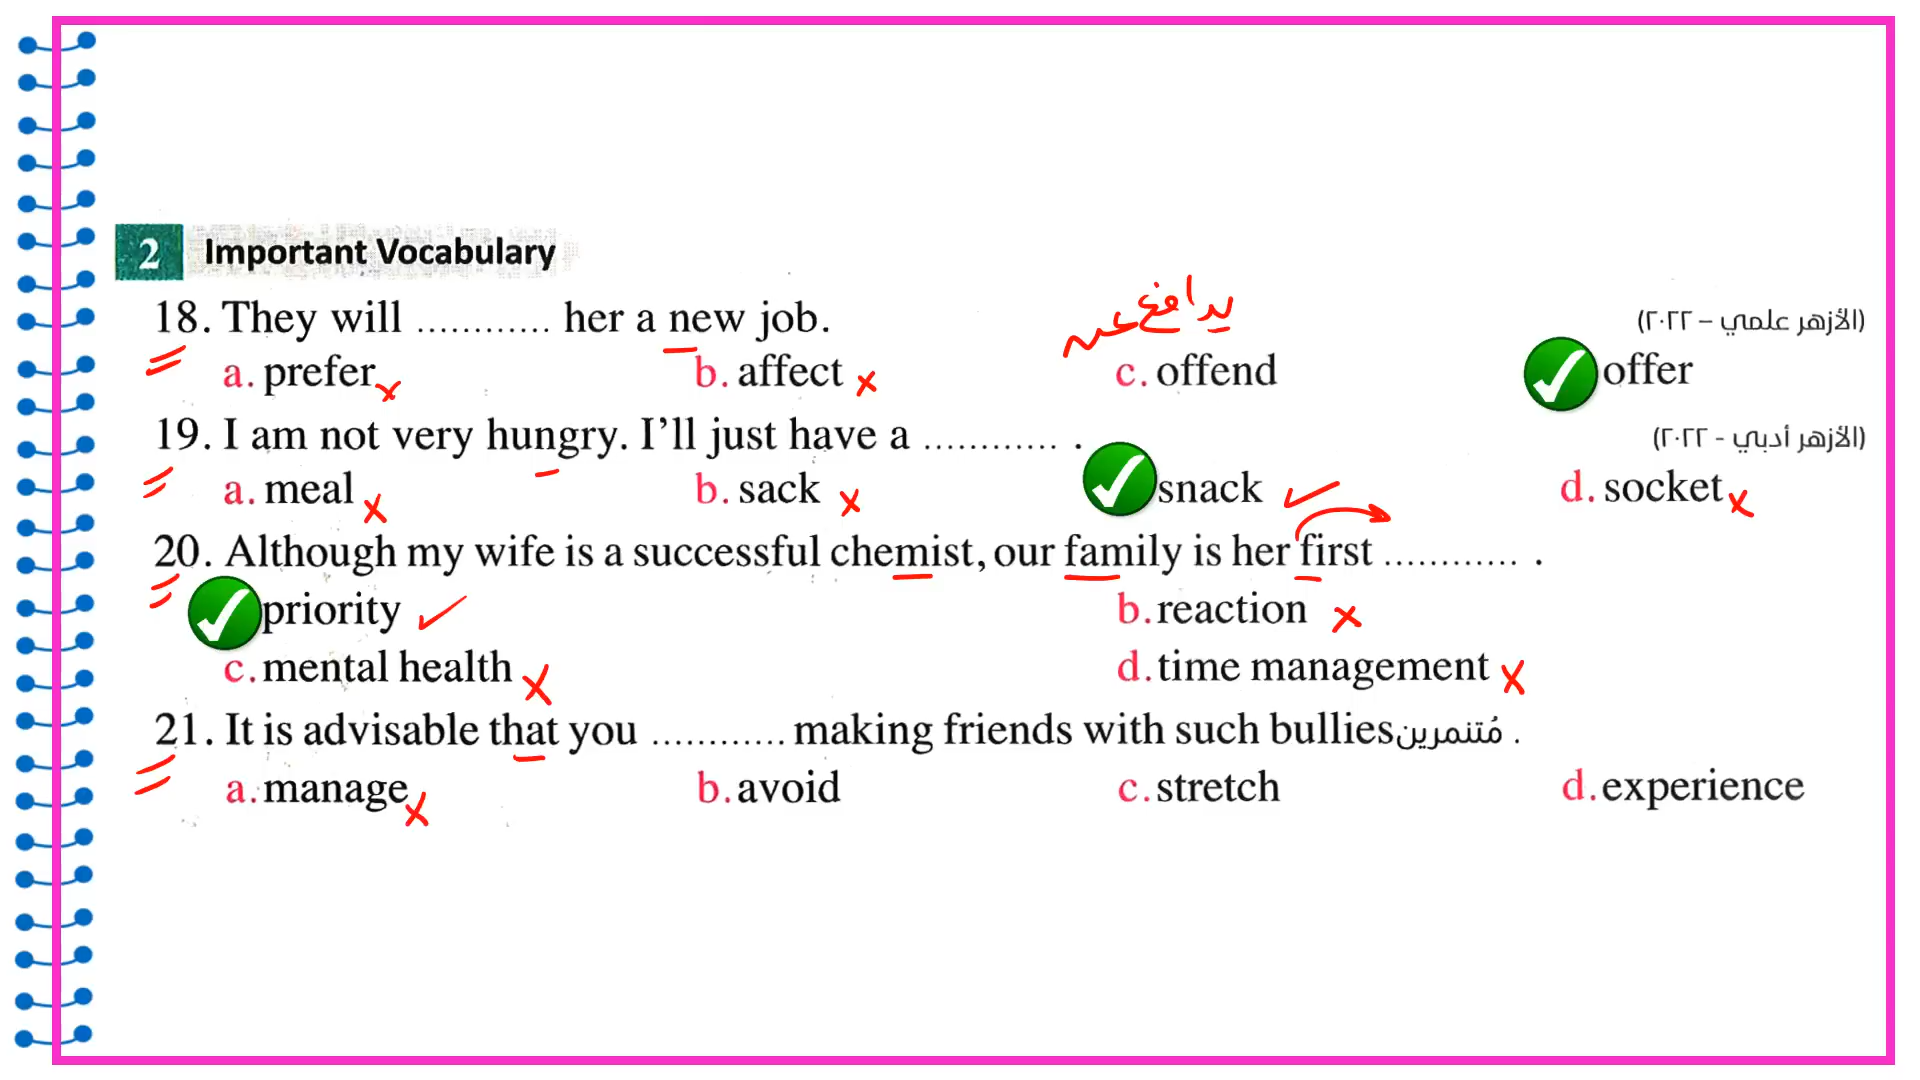 2 Important Vocabulary
يدافع عن
18. They will ............ her a new job. (الأزهر علمي – ٢٠٢٢)
a. prefer x b. affect x c. offend offer
19. I am not very hungry. I’ll just have a ............ . (الأزهر أدبي - ٢٠٢٢)
a. meal x b. sack x snack d. socket x
20. Although my wife is a successful chemist, our family is her first ............ .
priority b. reaction x
c. mental health x d. time management x
21. It is advisable that you ............ making friends with such bullies مُتنمرين .
a. manage x b. avoid c. stretch d. experience